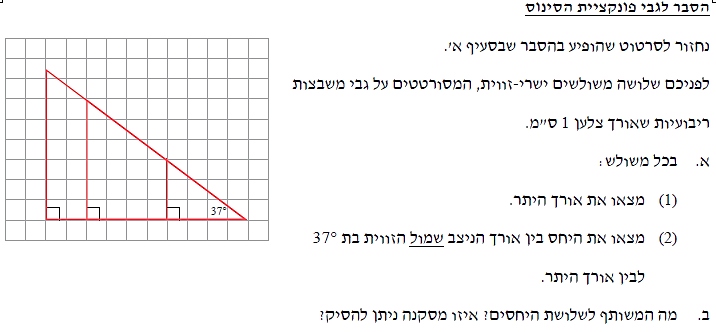 הסבר לגבי פונקציית הסינוס
נחזור לסרטוט שהופיע בהסבר שבסעיף א'.
לפניכם שלושה משולשים ישרי-זווית, המסורטטים על גבי משבצות
ריבועיות שאורך צלען 1 ס"מ.
א. בכל משולש:
(1) מצאו את אורך היתר.
(2) מצאו את היחס בין אורך הניצב שמול הזווית בת 37°
לבין אורך היתר.
ב. מה המשותף לשלושת היחסים? איזו מסקנה ניתן להסיק?
37°